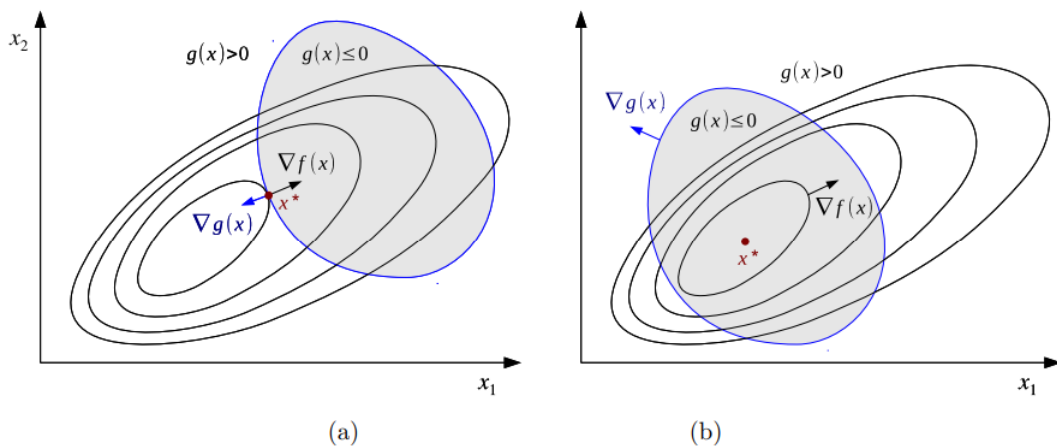 x₂
g(x)>0
g(x)≤0
∇f(x)
x*
∇g(x)
x₁
(a)
g(x)>0
∇g(x)
g(x)≤0
∇f(x)
x*
x₁
(b)